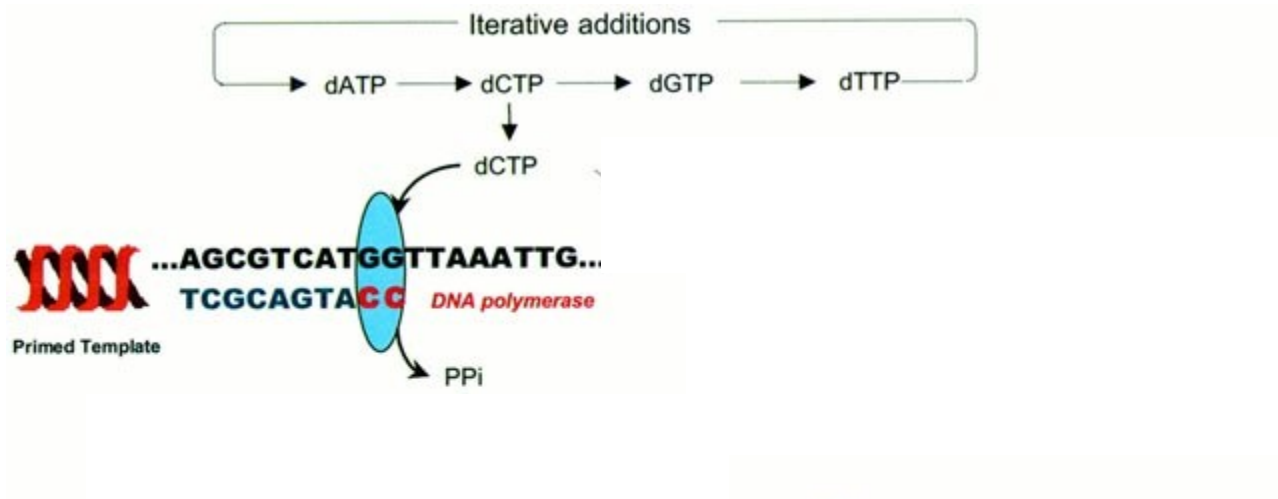 Iterative additions
dATP dCTP dGTP dTTP
dCTP
...AGCGTCATGGTTAAATTG...
TCGCAGTACC DNA polymerase
Primed Template
PPi